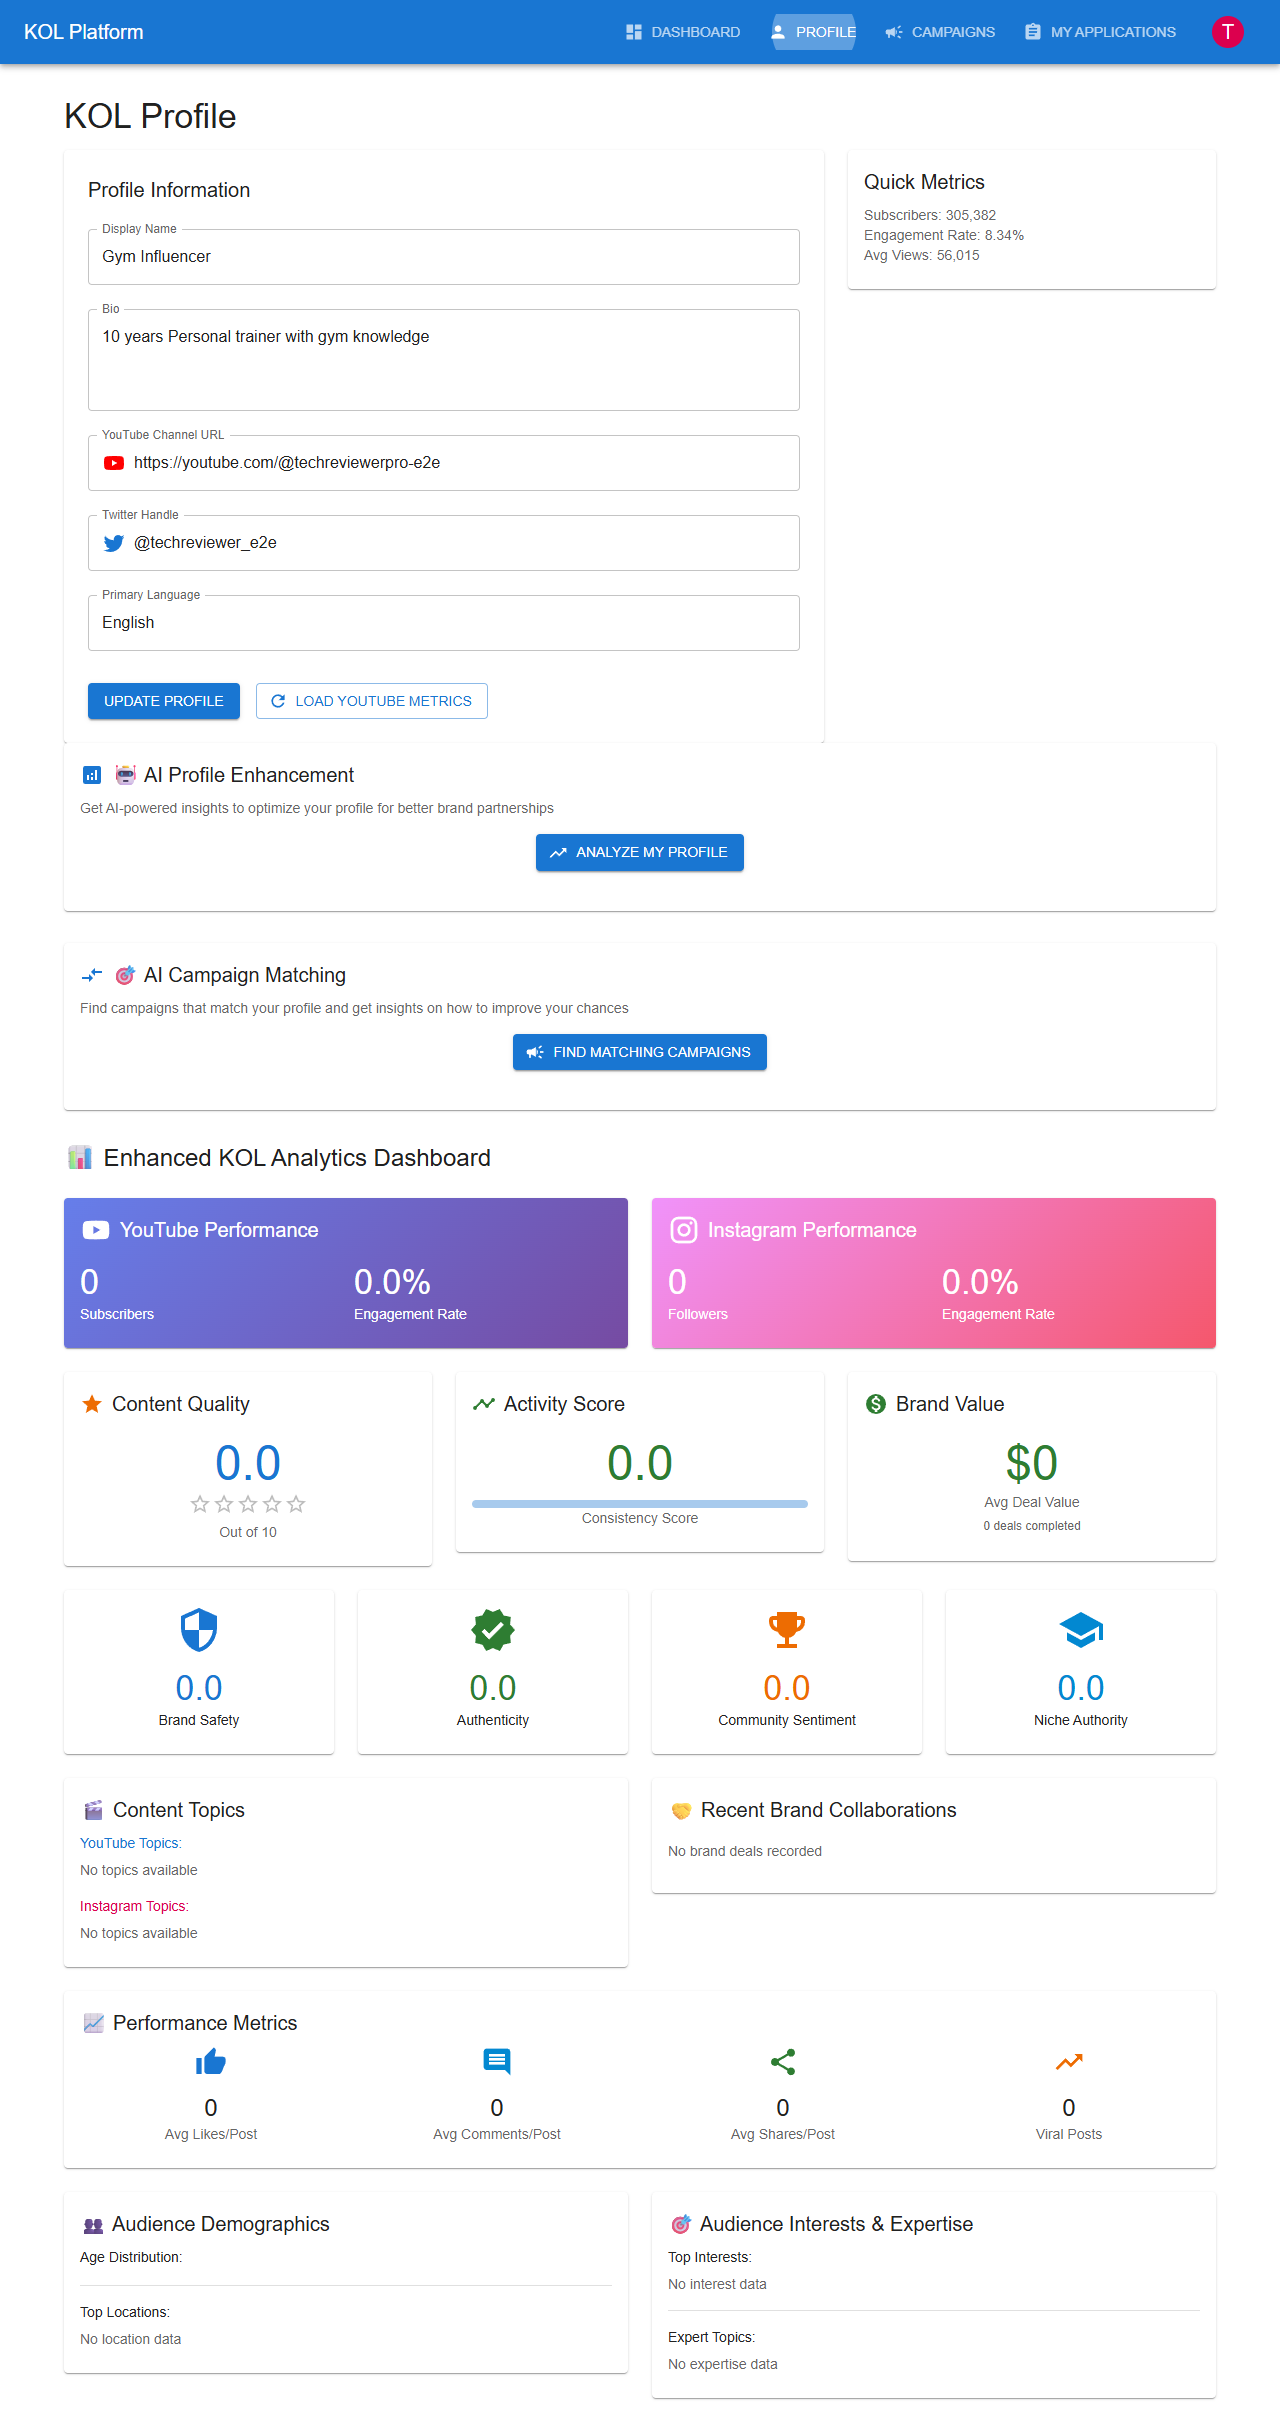 KOL Platform
DASHBOARD
PROFILE
CAMPAIGNS
MY APPLICATIONS
T
KOL Profile
Profile Information
Display Name
Gym Influencer
Bio
10 years Personal trainer with gym knowledge
YouTube Channel URL
https://youtube.com/@techreviewerpro-e2e
Twitter Handle
@techreviewer_e2e
Primary Language
English
UPDATE PROFILE
LOAD YOUTUBE METRICS
Quick Metrics
Subscribers: 305,382
Engagement Rate: 8.34%
Avg Views: 56,015
AI Profile Enhancement
Get AI-powered insights to optimize your profile for better brand partnerships
ANALYZE MY PROFILE
AI Campaign Matching
Find campaigns that match your profile and get insights on how to improve your chances
FIND MATCHING CAMPAIGNS
Enhanced KOL Analytics Dashboard
YouTube Performance
0
Subscribers
0.0%
Engagement Rate
Instagram Performance
0
Followers
0.0%
Engagement Rate
Content Quality
0.0
Out of 10
Activity Score
0.0
Consistency Score
Brand Value
$0
Avg Deal Value
0 deals completed
0.0
Brand Safety
0.0
Authenticity
0.0
Community Sentiment
0.0
Niche Authority
Content Topics
YouTube Topics:
No topics available
Instagram Topics:
No topics available
Recent Brand Collaborations
No brand deals recorded
Performance Metrics
0
Avg Likes/Post
0
Avg Comments/Post
0
Avg Shares/Post
0
Viral Posts
Audience Demographics
Age Distribution:
Top Locations:
No location data
Audience Interests & Expertise
Top Interests:
No interest data
Expert Topics:
No expertise data